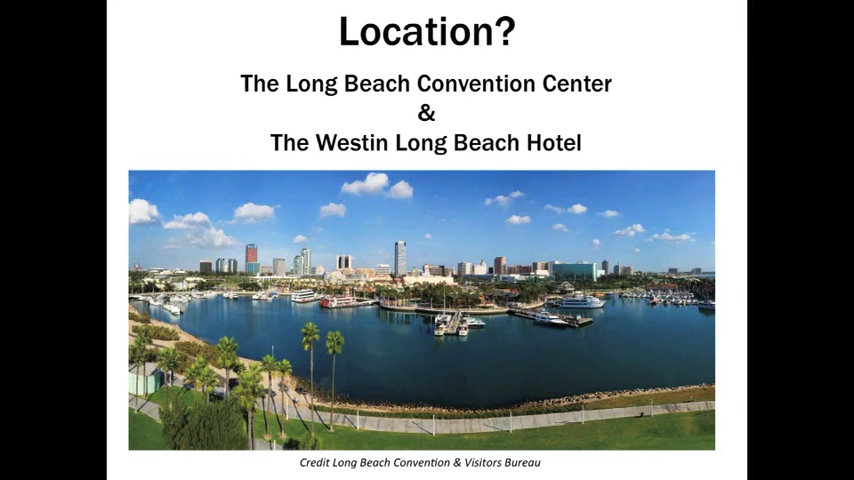 Location?
The Long Beach Convention Center
&
The Westin Long Beach Hotel
Credit Long Beach Convention & Visitors Bureau